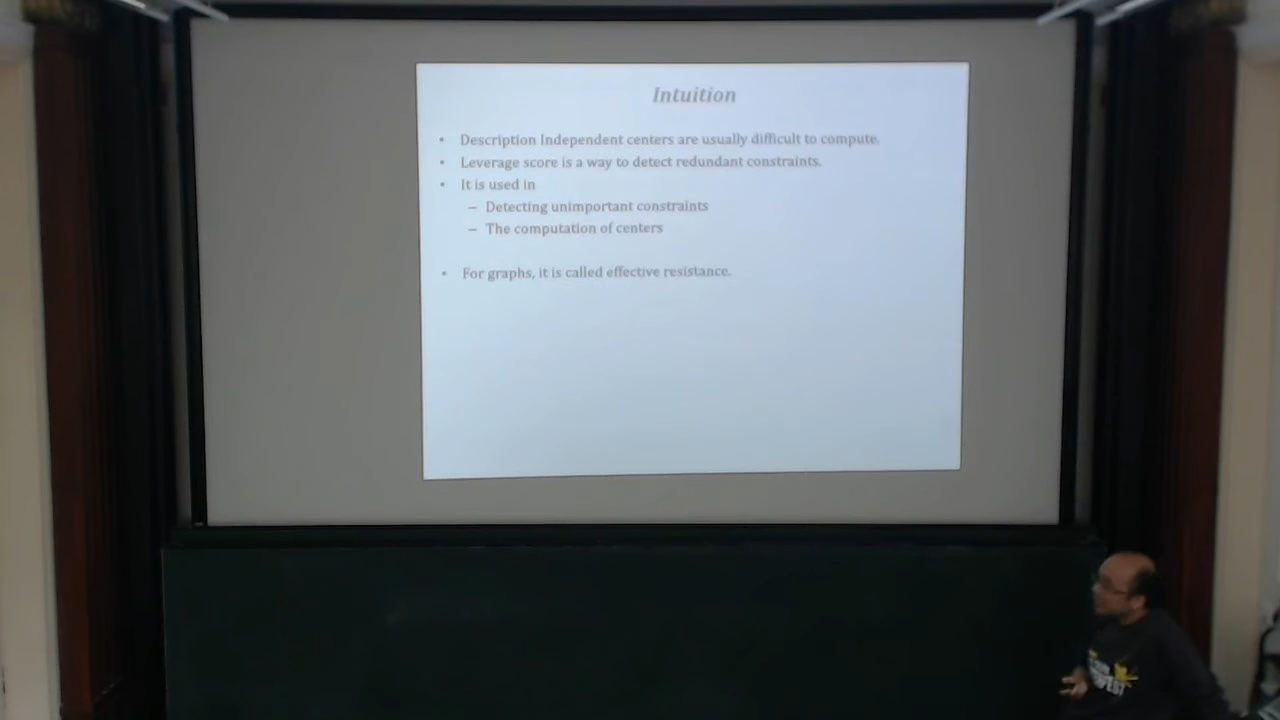 Intuition
• Description Independent centers are usually difficult to compute.
• Leverage score is a way to detect redundant constraints.
• It is used in
– Detecting unimportant constraints
– The computation of centers
• For graphs, it is called effective resistance.